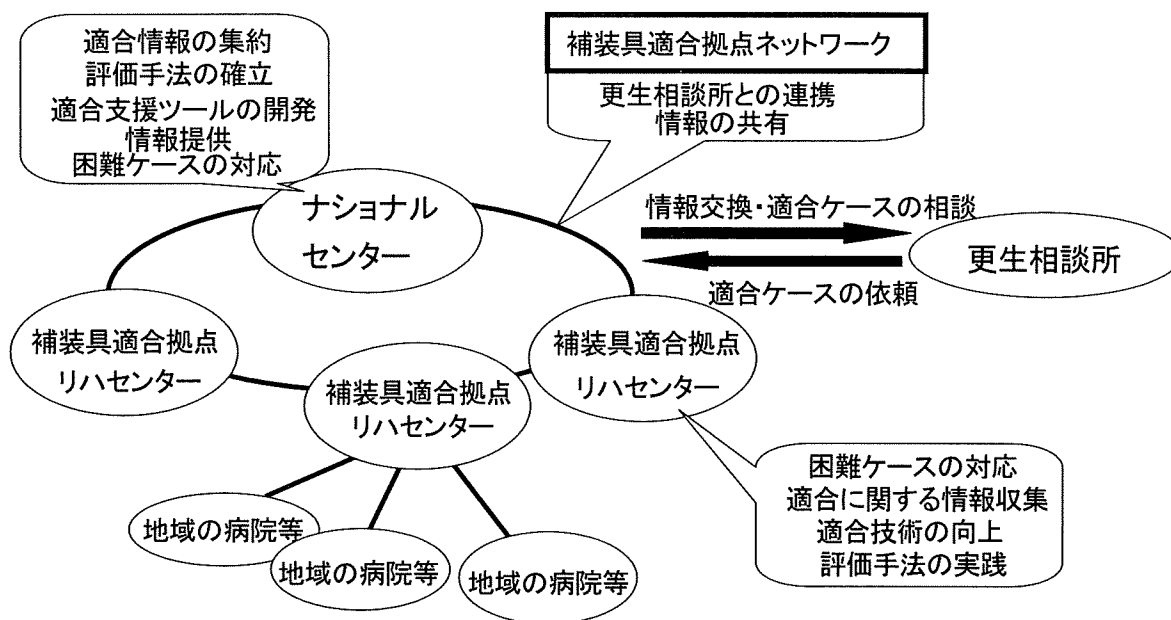 適合情報の集約
評価手法の確立
適合支援ツールの開発
情報提供
困難ケースの対応
補装具適合拠点ネットワーク
更生相談所との連携
情報の共有
ナショナル
センター
情報交換・適合ケースの相談
更生相談所
適合ケースの依頼
補装具適合拠点
リハセンター
補装具適合拠点
リハセンター
補装具適合拠点
リハセンター
困難ケースの対応
適合に関する情報収集
適合技術の向上
評価手法の実践
地域の病院等
地域の病院等
地域の病院等